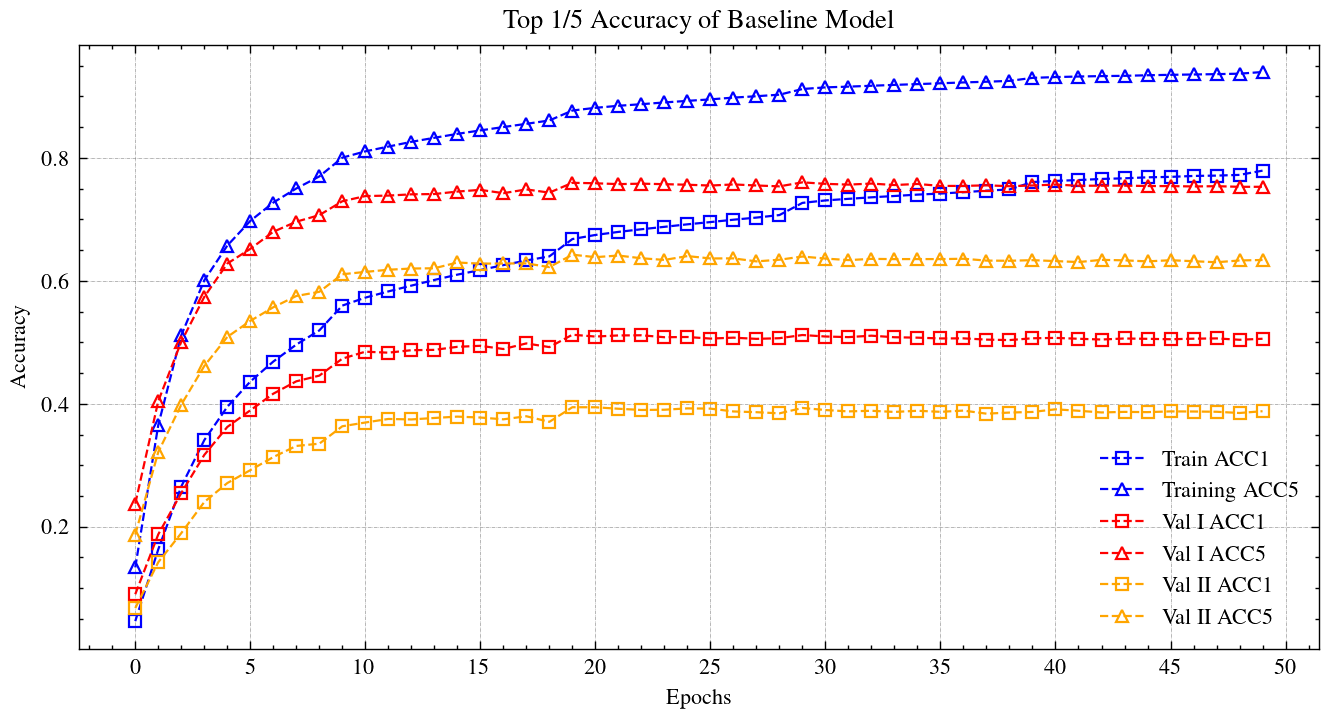 Top 1/5 Accuracy of Baseline Model
Accuracy
0.8
0.6
0.4
0.2
Train ACC1
Training ACC5
Val I ACC1
Val I ACC5
Val II ACC1
Val II ACC5
0 5 10 15 20 25 30 35 40 45 50
Epochs